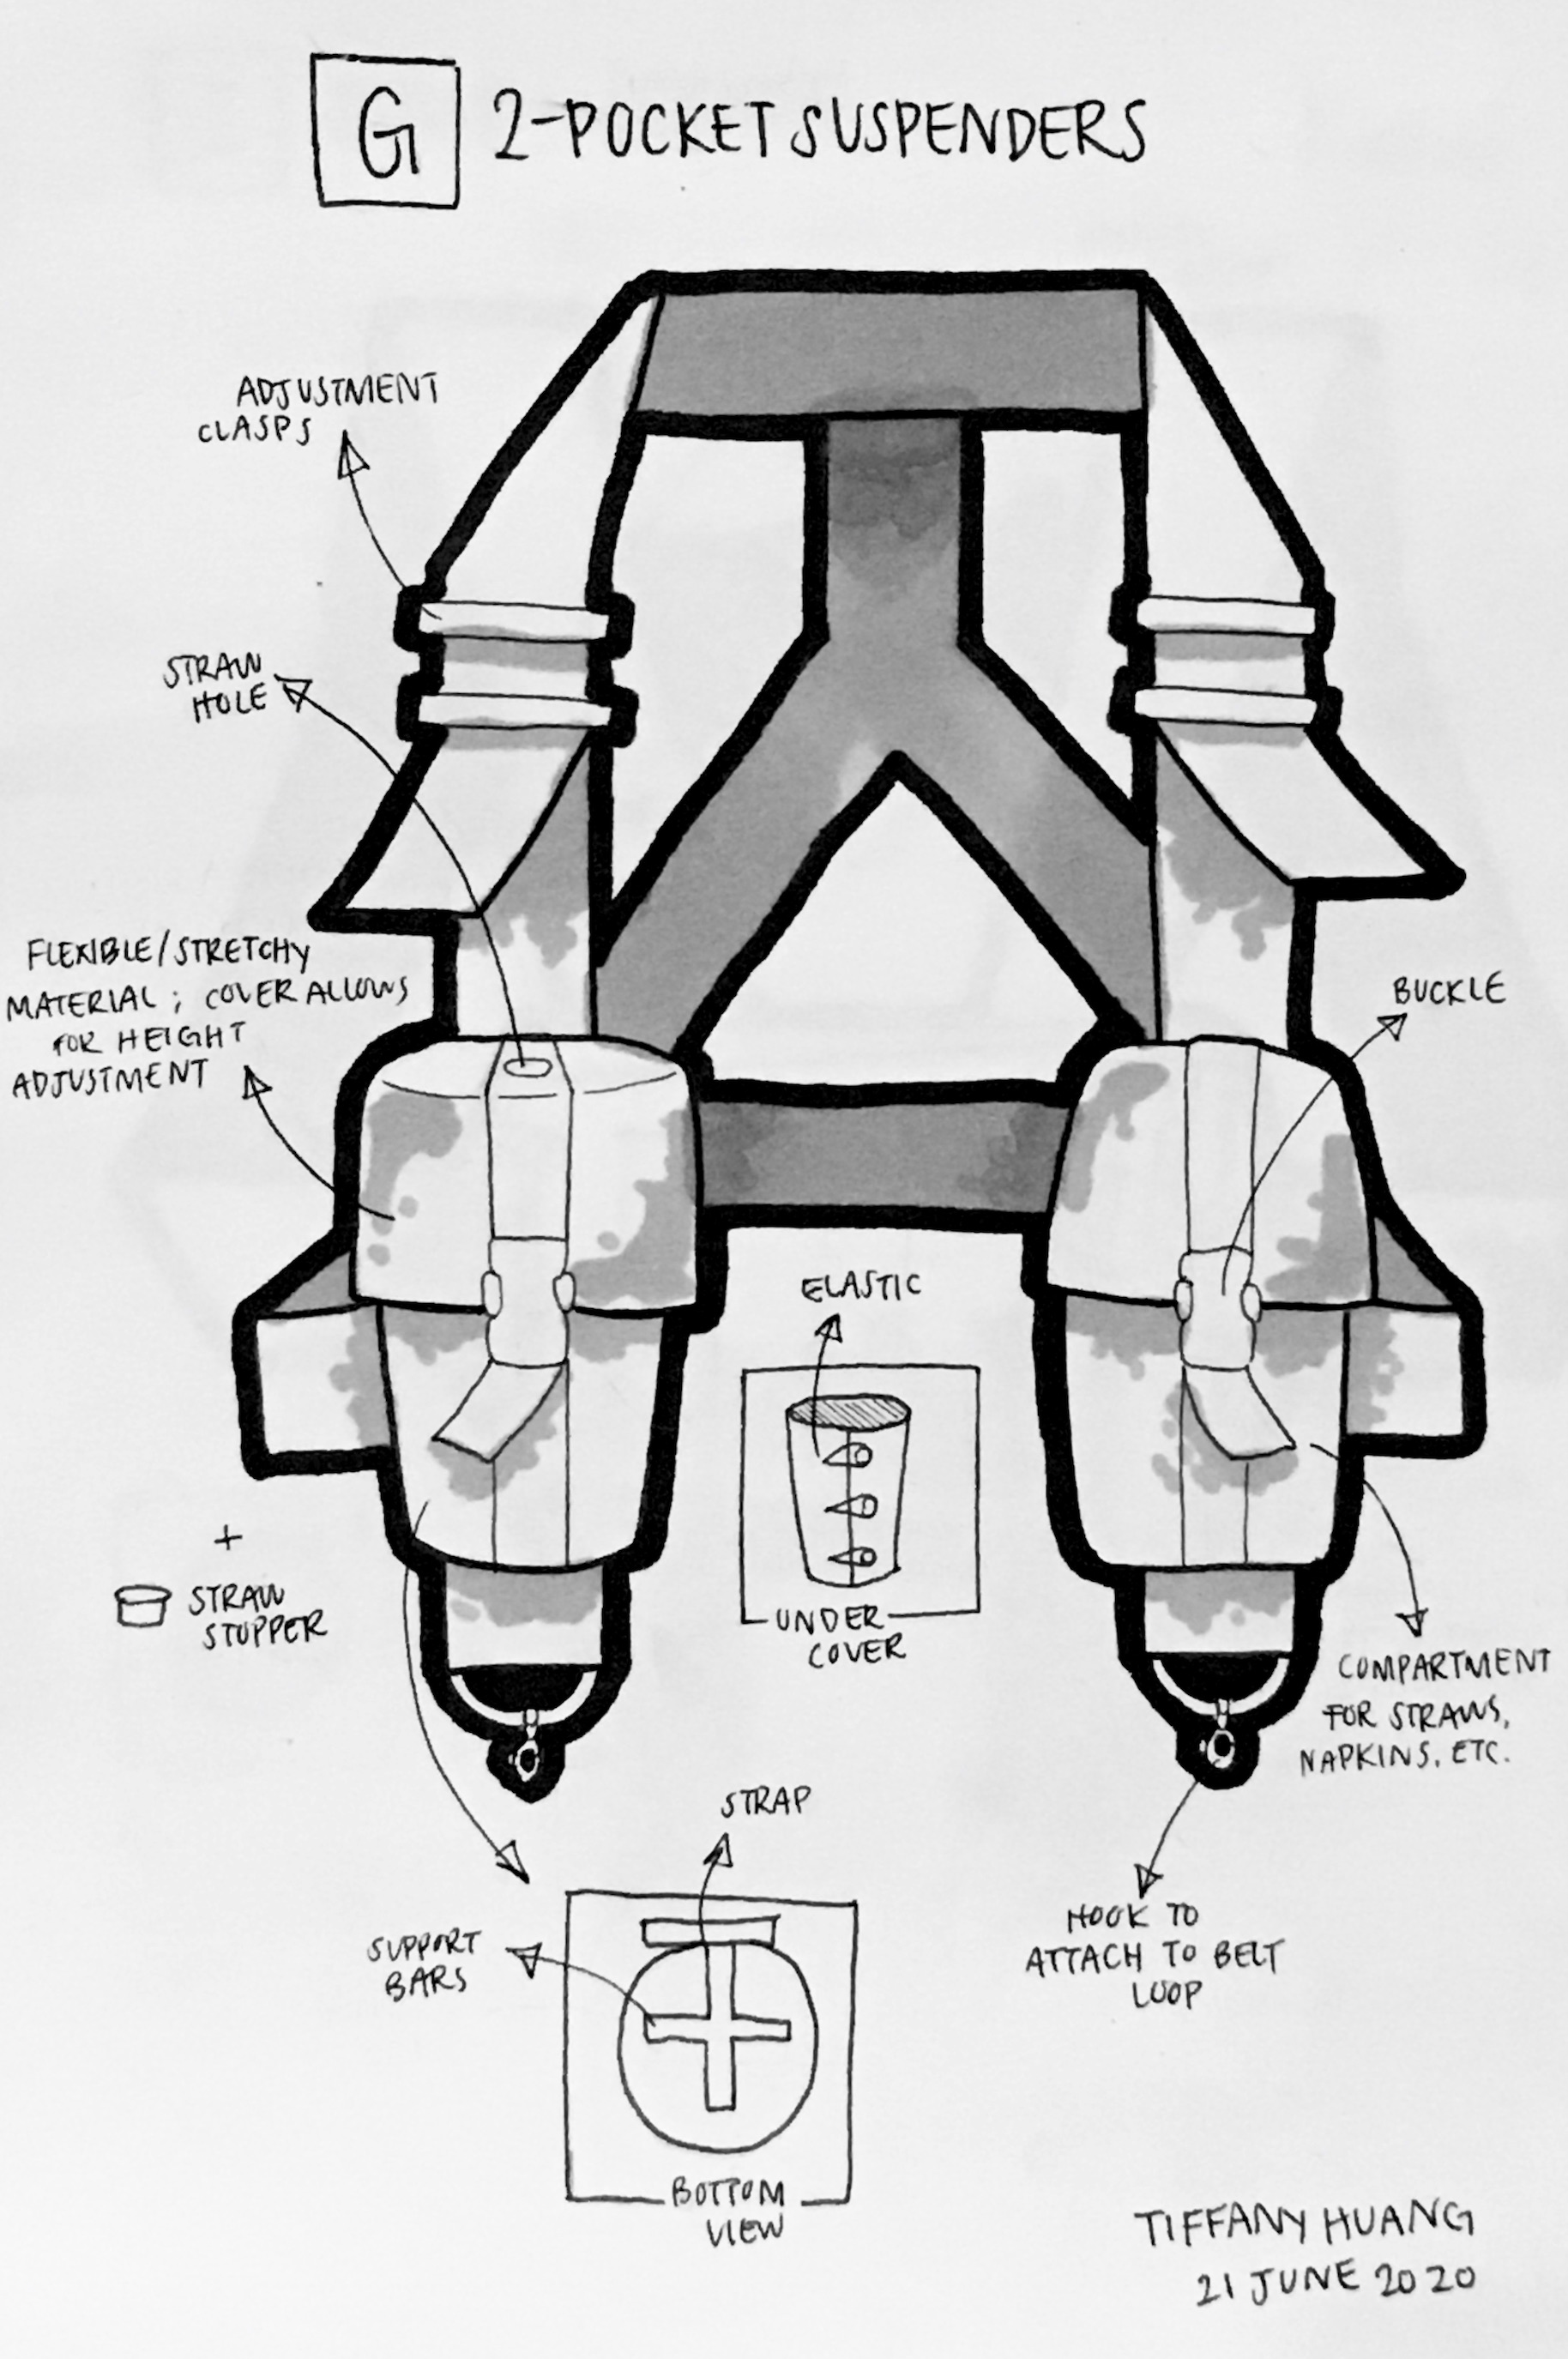 G 2-POCKET SUSPENDERS
ADJUSTMENT
CLASPS
STRAW
HOLE
FLEXIBLE/STRETCHY
MATERIAL; COVER ALLOWS
FOR HEIGHT
ADJUSTMENT
BUCKLE
ELASTIC
UNDER
COVER
+
STRAW
STOPPER
COMPARTMENT
FOR STRAWS,
NAPKINS, ETC.
STRAP
SUPPORT
BARS
HOOK TO
ATTACH TO BELT
LOOP
BOTTOM
VIEW
TIFFANY HUANG
21 JUNE 2020